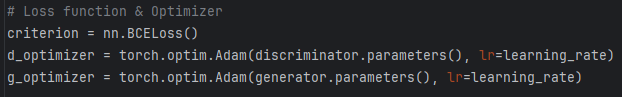 # Loss function & Optimizer
criterion = nn.BCELoss()
d_optimizer = torch.optim.Adam(discriminator.parameters(), lr=learning_rate)
g_optimizer = torch.optim.Adam(generator.parameters(), lr=learning_rate)